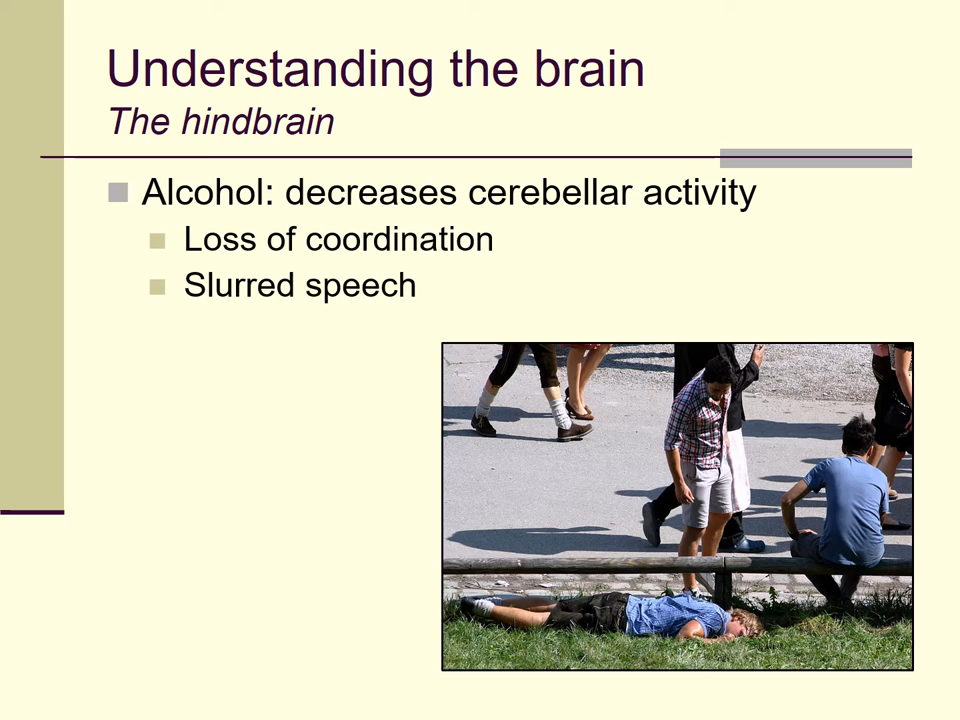 Understanding the brain
The hindbrain
Alcohol: decreases cerebellar activity
Loss of coordination
Slurred speech